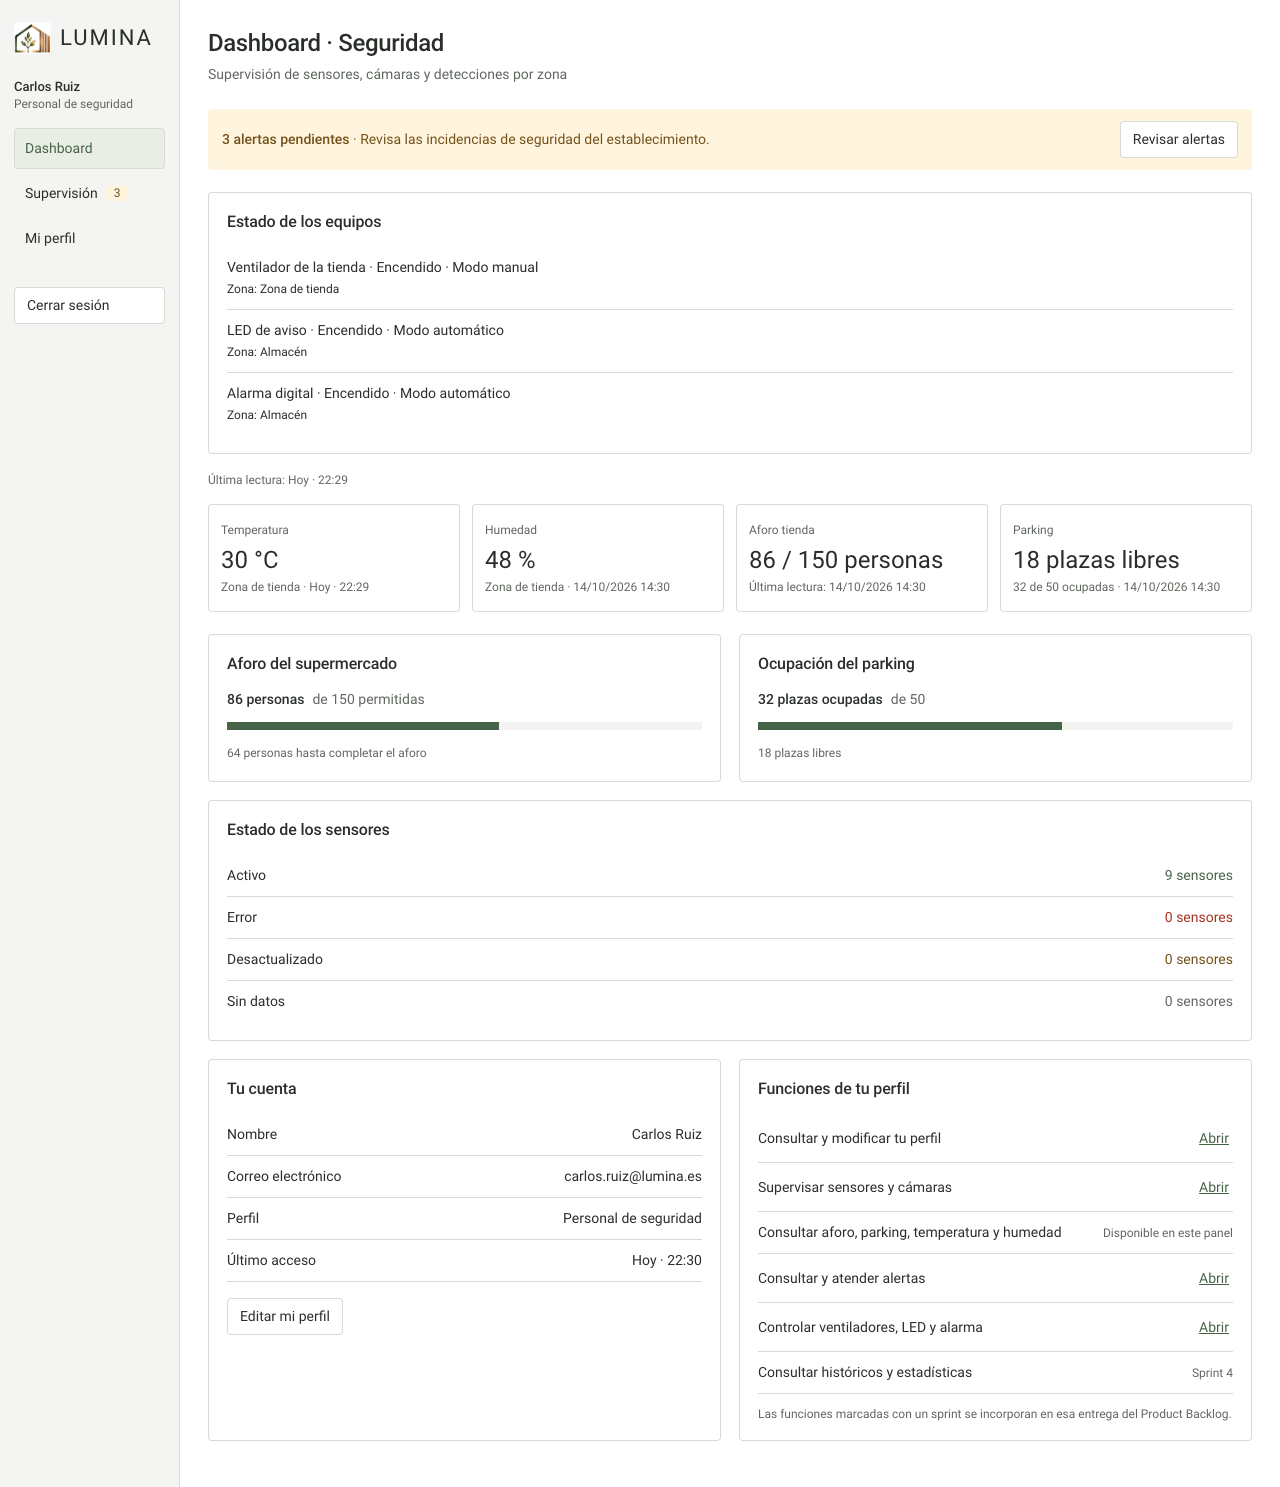 LUMINA
Carlos Ruiz
Personal de seguridad
Dashboard
Supervisión 3
Mi perfil
Cerrar sesión
Dashboard · Seguridad
Supervisión de sensores, cámaras y detecciones por zona
3 alertas pendientes · Revisa las incidencias de seguridad del establecimiento.
Revisar alertas
Estado de los equipos
Ventilador de la tienda · Encendido · Modo manual
Zona: Zona de tienda
LED de aviso · Encendido · Modo automático
Zona: Almacén
Alarma digital · Encendido · Modo automático
Zona: Almacén
Última lectura: Hoy · 22:29
Temperatura
30 °C
Zona de tienda · Hoy · 22:29
Humedad
48 %
Zona de tienda · 14/10/2026 14:30
Aforo tienda
86 / 150 personas
Última lectura: 14/10/2026 14:30
Parking
18 plazas libres
32 de 50 ocupadas · 14/10/2026 14:30
Aforo del supermercado
86 personas de 150 permitidas
64 personas hasta completar el aforo
Ocupación del parking
32 plazas ocupadas de 50
18 plazas libres
Estado de los sensores
Activo 9 sensores
Error 0 sensores
Desactualizado 0 sensores
Sin datos 0 sensores
Tu cuenta
Nombre Carlos Ruiz
Correo electrónico carlos.ruiz@lumina.es
Perfil Personal de seguridad
Último acceso Hoy · 22:30
Editar mi perfil
Funciones de tu perfil
Consultar y modificar tu perfil Abrir
Supervisar sensores y cámaras Abrir
Consultar aforo, parking, temperatura y humedad Disponible en este panel
Consultar y atender alertas Abrir
Controlar ventiladores, LED y alarma Abrir
Consultar históricos y estadísticas Sprint 4
Las funciones marcadas con un sprint se incorporan en esa entrega del Product Backlog.